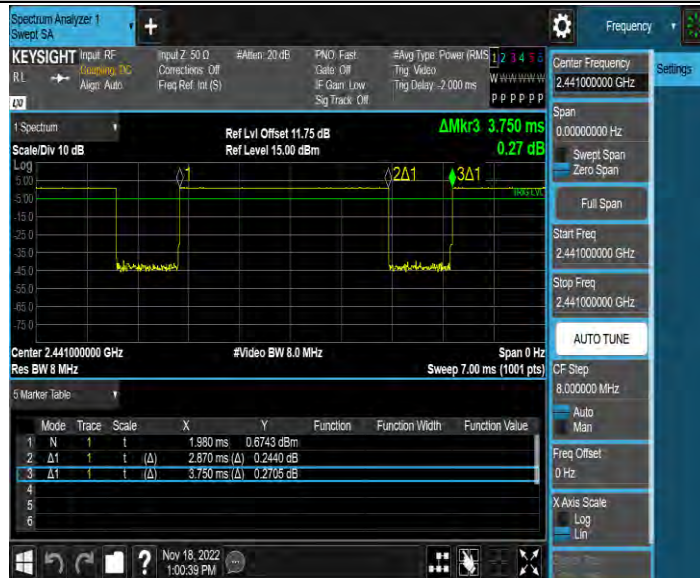 Spectrum Analyzer 1
Swept SA
+
Frequency
KEYSIGHT Input: RF Input Z: 50 Ω #Atten: 20 dB PNO: Fast #Avg Type: Power (RMS 1 2 3 4 5 6
RL Coupling: DC Corrections: Off Gate: Off Trig: Video W W W W W W
Align: Auto Freq Ref: Int (S) IF Gain: Low Trig Delay: -2.000 ms
Sig Track: Off P P P P P P
LXI
1 Spectrum
Scale/Div 10 dB
Ref Lvl Offset 11.75 dB
Ref Level 15.00 dBm
ΔMkr3 3.750 ms
0.27 dB
Log
1 2Δ1 3Δ1
5.00
TRIG LVL
-5.00
-15.0
-25.0
-35.0
-45.0
-55.0
-65.0
-75.0
Center 2.441000000 GHz #Video BW 8.0 MHz Span 0 Hz
Res BW 8 MHz Sweep 7.00 ms (1001 pts)
5 Marker Table
Mode Trace Scale X Y Function Function Width Function Value
1 N 1 t 1.980 ms 0.6743 dBm
2 Δ1 1 t (Δ) 2.870 ms (Δ) 0.2440 dB
3 Δ1 1 t (Δ) 3.750 ms (Δ) 0.2705 dB
4
5
6
?
Nov 18, 2022
1:00:39 PM
Center Frequency
2.441000000 GHz
Settings
Span
0.00000000 Hz
Swept Span
Zero Span
Full Span
Start Freq
2.441000000 GHz
Stop Freq
2.441000000 GHz
AUTO TUNE
CF Step
8.000000 MHz
Auto
Man
Freq Offset
0 Hz
X Axis Scale
Log
Lin